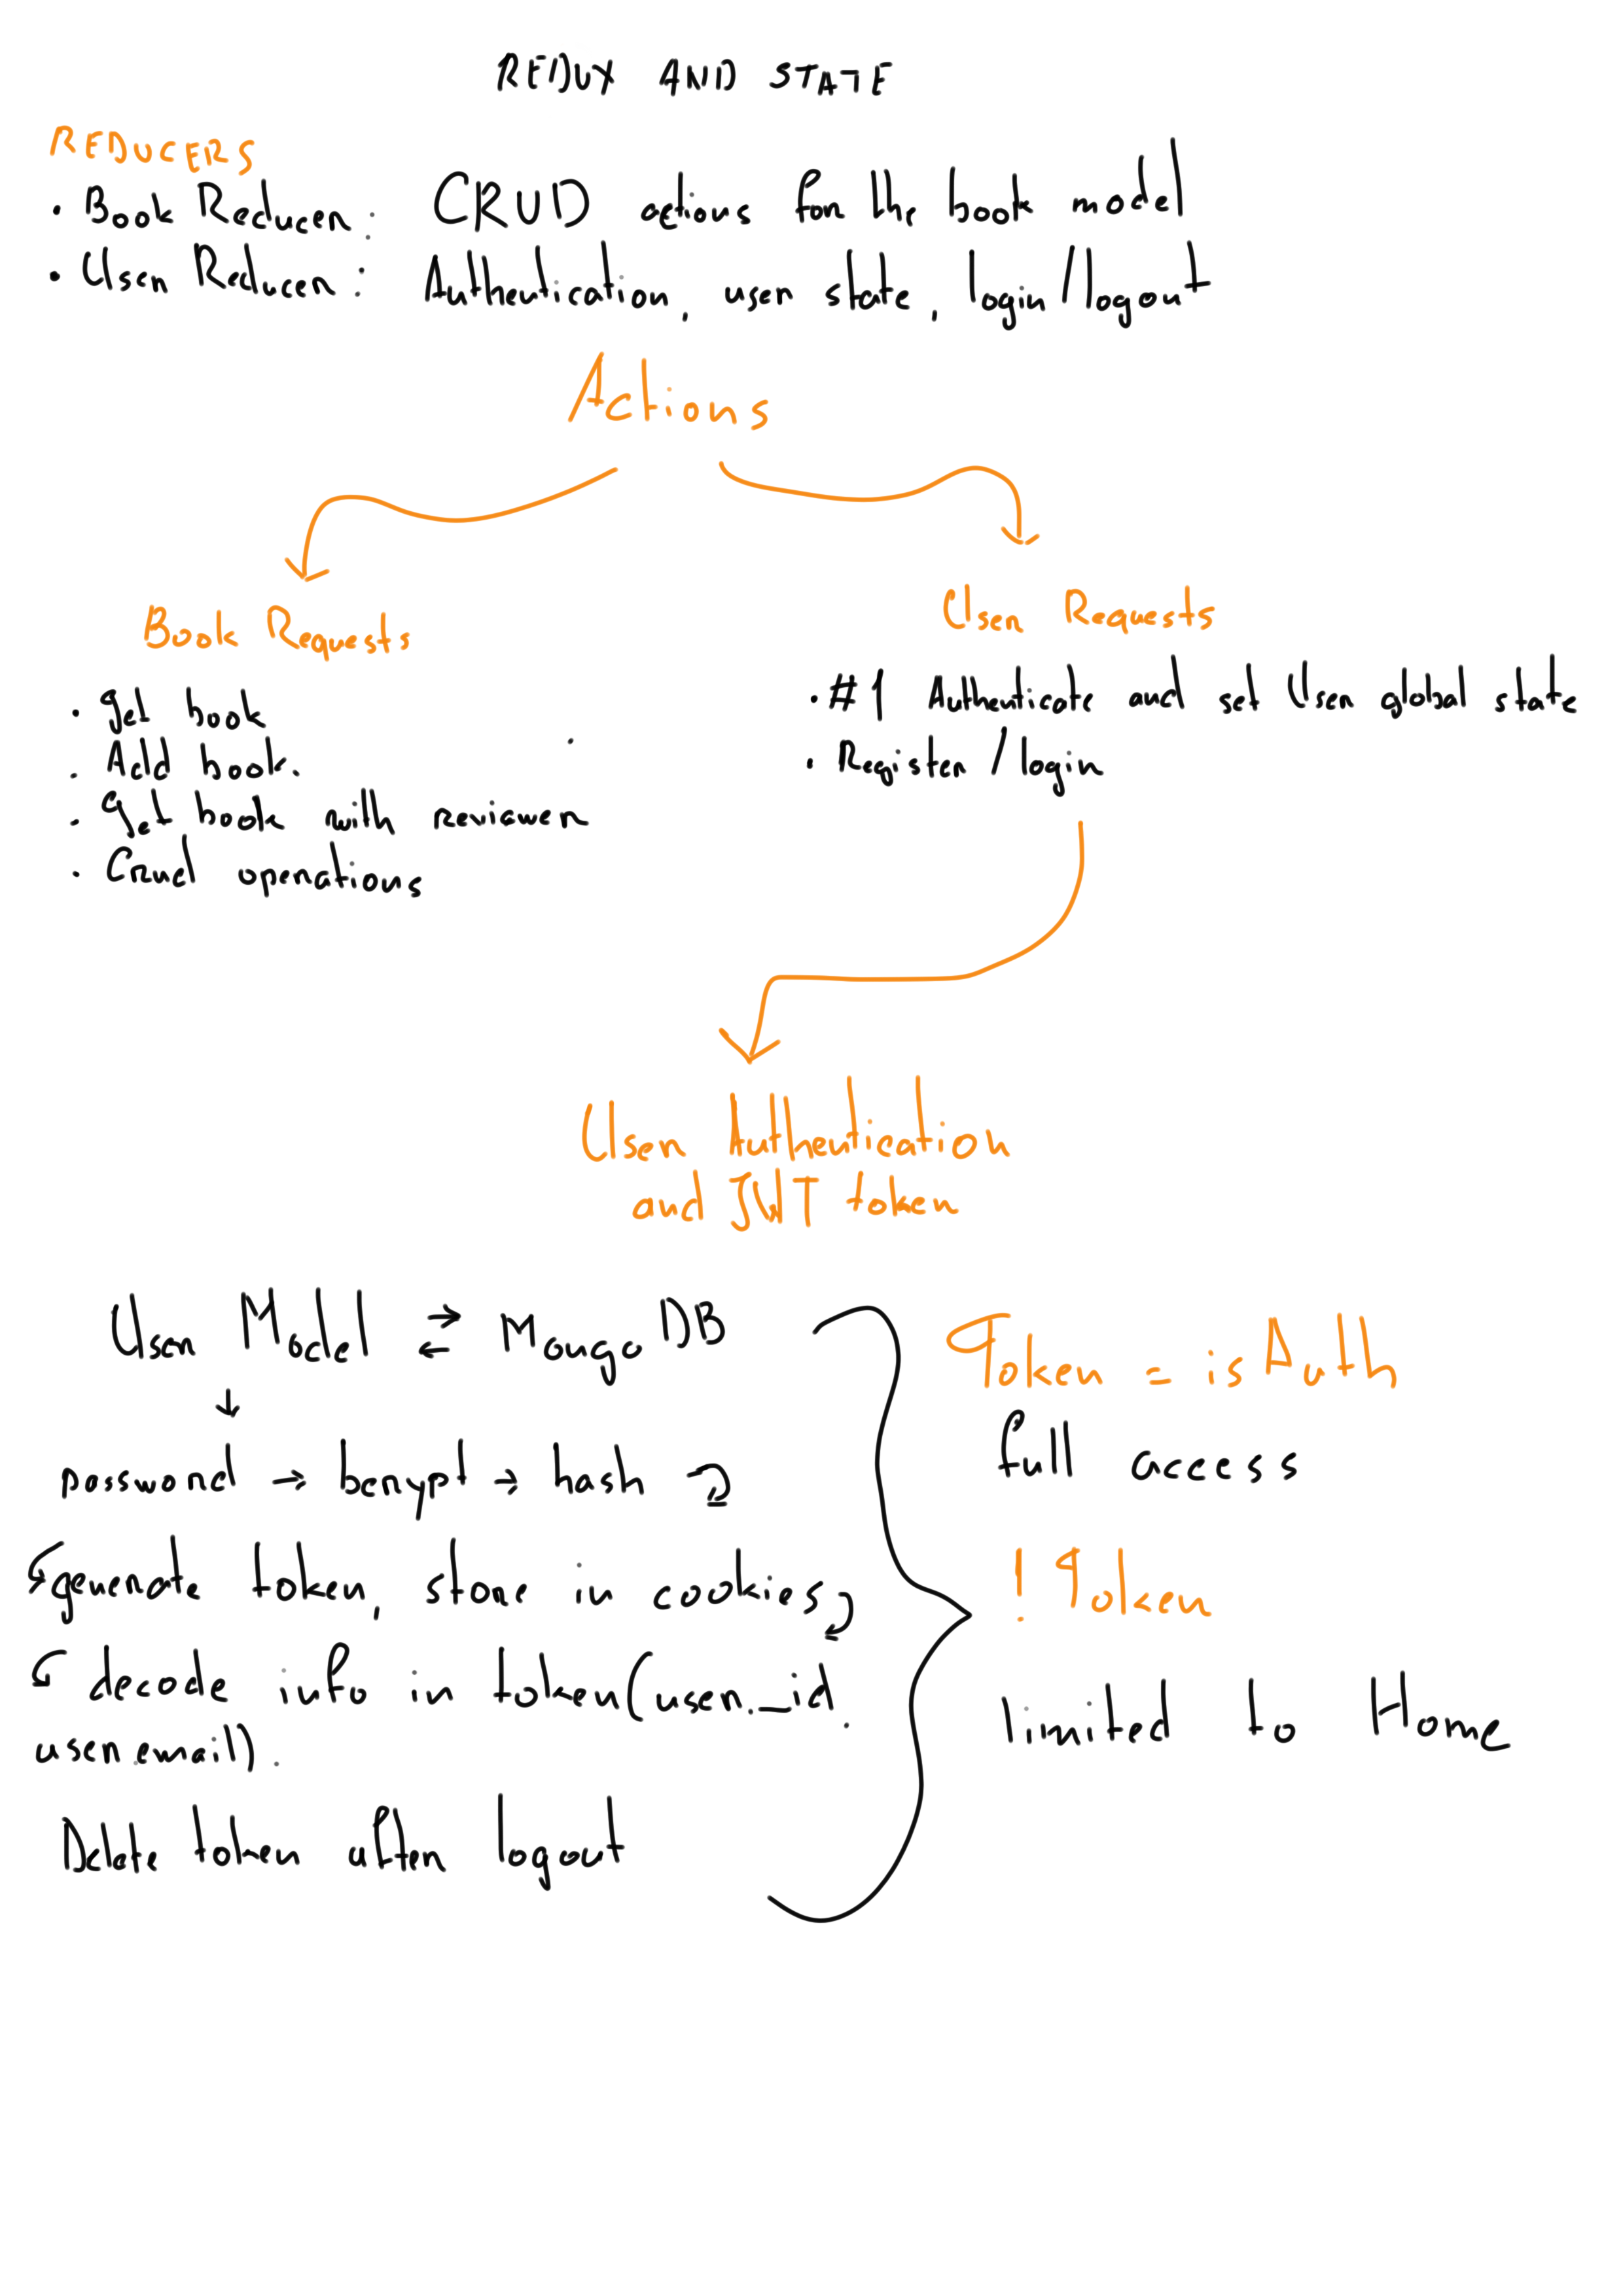 REDUX AND STATE
REDUCERS
• Book Reducer: CRUD actions for the book model
• User Reducer: Authentication, user state, login/logout
Actions
Book Requests
• get book
• Add book.
• Get book with reviewer
• Crud operations
User Requests
• #1 Authenticate and set User global state
• Register / login
User Authentication
and JWT token
User Model ⇄ MongoDB
↓
password → bcrypt → hash
generate token, store in cookies,
decode info in token (user._id.
user email).
Delete token after logout
Token = isAuth
full access
! Token
limited to Home